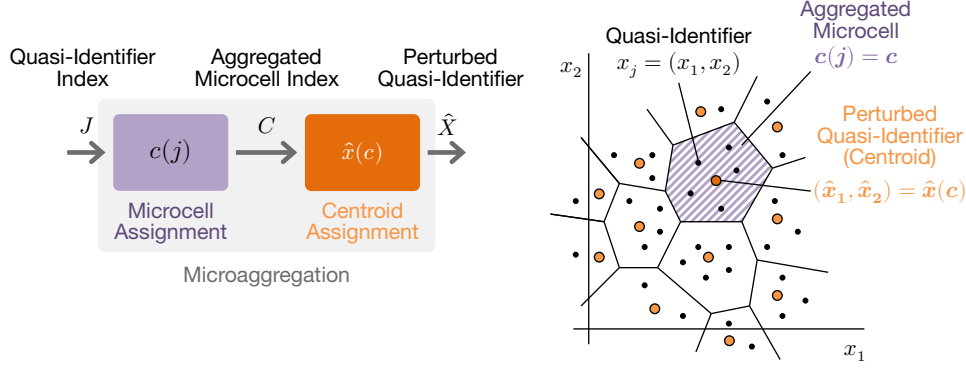 Quasi-Identifier
Index
Aggregated
Microcell Index
Perturbed
Quasi-Identifier
J
c(j)
C
x̂(c)
X̂
Microcell
Assignment
Centroid
Assignment
Microaggregation
Quasi-Identifier
x_j = (x_1, x_2)
Aggregated
Microcell
c(j) = c
x_2
Perturbed
Quasi-Identifier
(Centroid)
(x̂_1, x̂_2) = x̂(c)
x_1